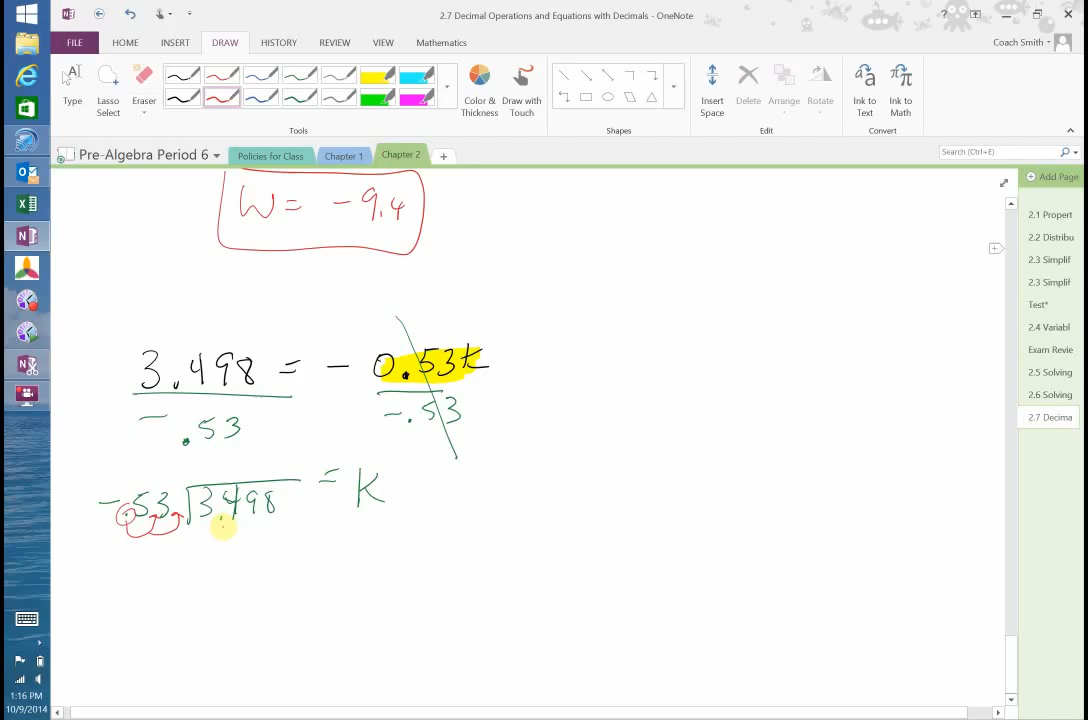 2.7 Decimal Operations and Equations with Decimals - OneNote
?
FILE HOME INSERT DRAW HISTORY REVIEW VIEW Mathematics
Coach Smith
Type Lasso Select Eraser Color & Thickness Draw with Touch Insert Space Delete Arrange Rotate Ink to Text Ink to Math
Tools Shapes Edit Convert
Pre-Algebra Period 6 Policies for Class Chapter 1 Chapter 2 +
Search (Ctrl+E)
Add Page
2.1 Propert
2.2 Distribu
2.3 Simplif
2.3 Simplif
Test*
2.4 Variabl
Exam Revie
2.5 Solving
2.6 Solving
2.7 Decima
W = -9.4
3.498 = -0.53k
-.53 -.53
-.53 3.498 = K
1:16 PM
10/9/2014